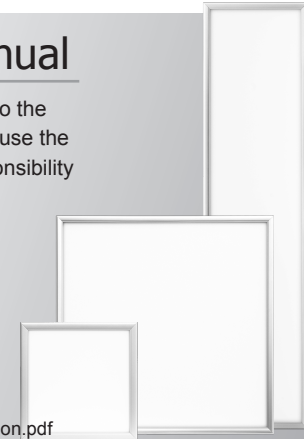 nual
o the
use the
onsibility
on.pdf